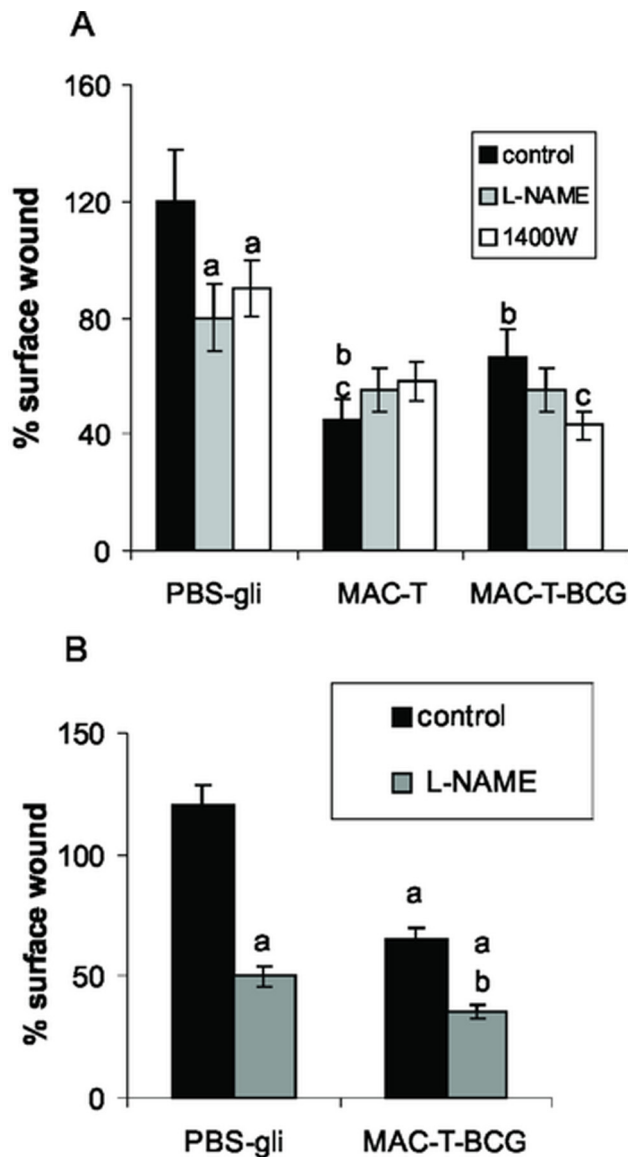 A
160
120
80
40
0
% surface wound
control
L-NAME
1400W
a
a
b
c
b
c
PBS-gli
MAC-T
MAC-T-BCG
B
150
100
50
0
% surface wound
control
L-NAME
a
a
a
b
PBS-gli
MAC-T-BCG